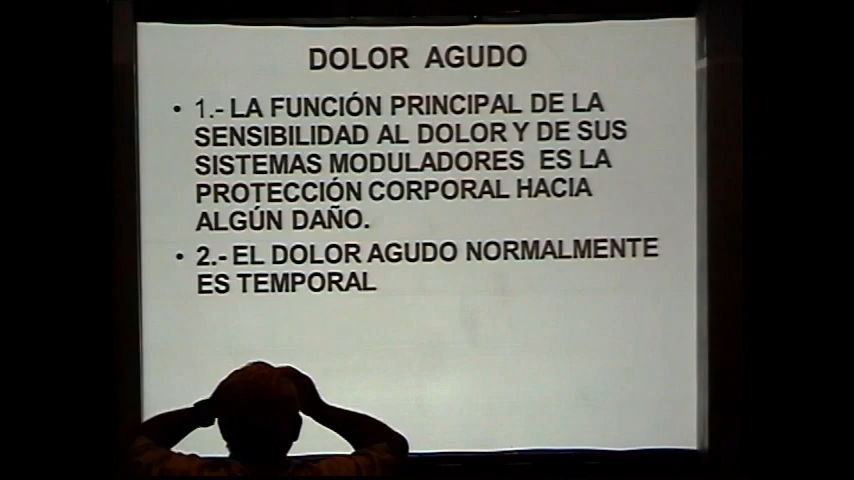 DOLOR AGUDO
• 1.- LA FUNCIÓN PRINCIPAL DE LA
SENSIBILIDAD AL DOLOR Y DE SUS
SISTEMAS MODULADORES ES LA
PROTECCIÓN CORPORAL HACIA
ALGÚN DAÑO.
• 2.- EL DOLOR AGUDO NORMALMENTE
ES TEMPORAL